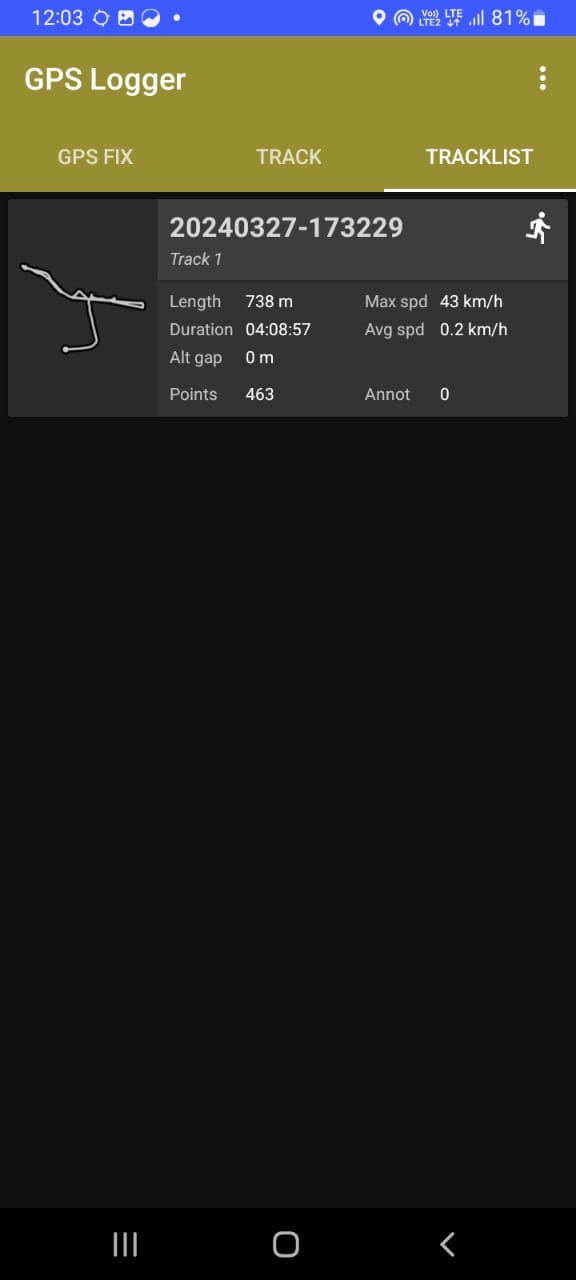 12:03 Vo)) LTE2 LTE 81%
GPS Logger
GPS FIX TRACK TRACKLIST
20240327-173229
Track 1
Length 738 m Max spd 43 km/h
Duration 04:08:57 Avg spd 0.2 km/h
Alt gap 0 m
Points 463 Annot 0